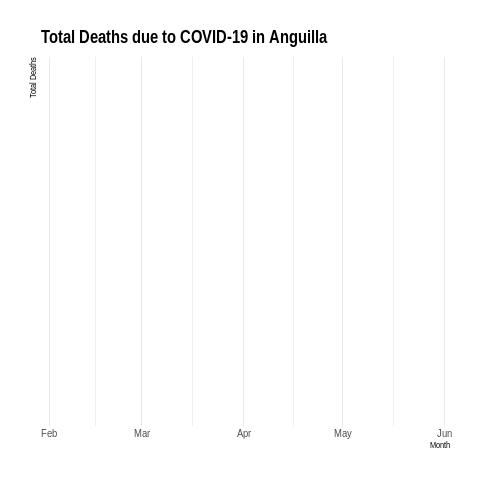 Total Deaths due to COVID-19 in Anguilla
Total Deaths
Feb Mar Apr May Jun
Month